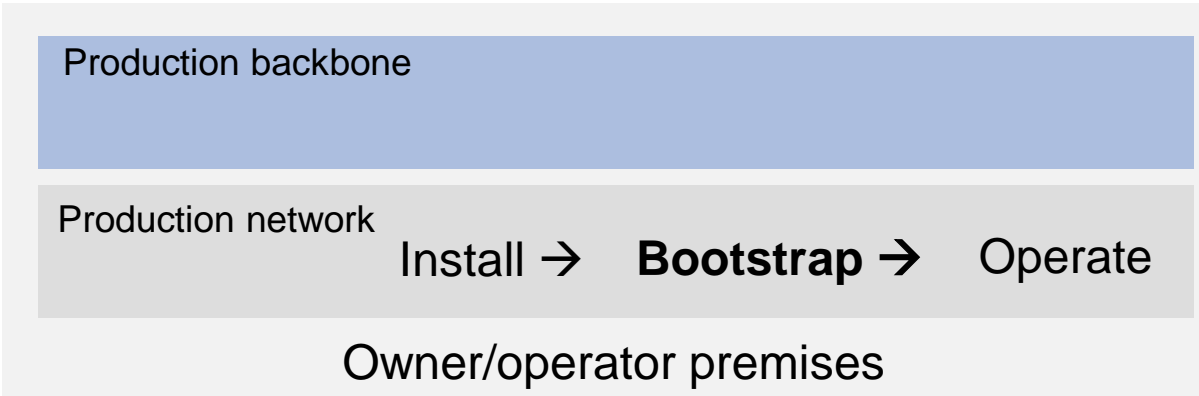 Production backbone
Production network
Install → Bootstrap → Operate
Owner/operator premises